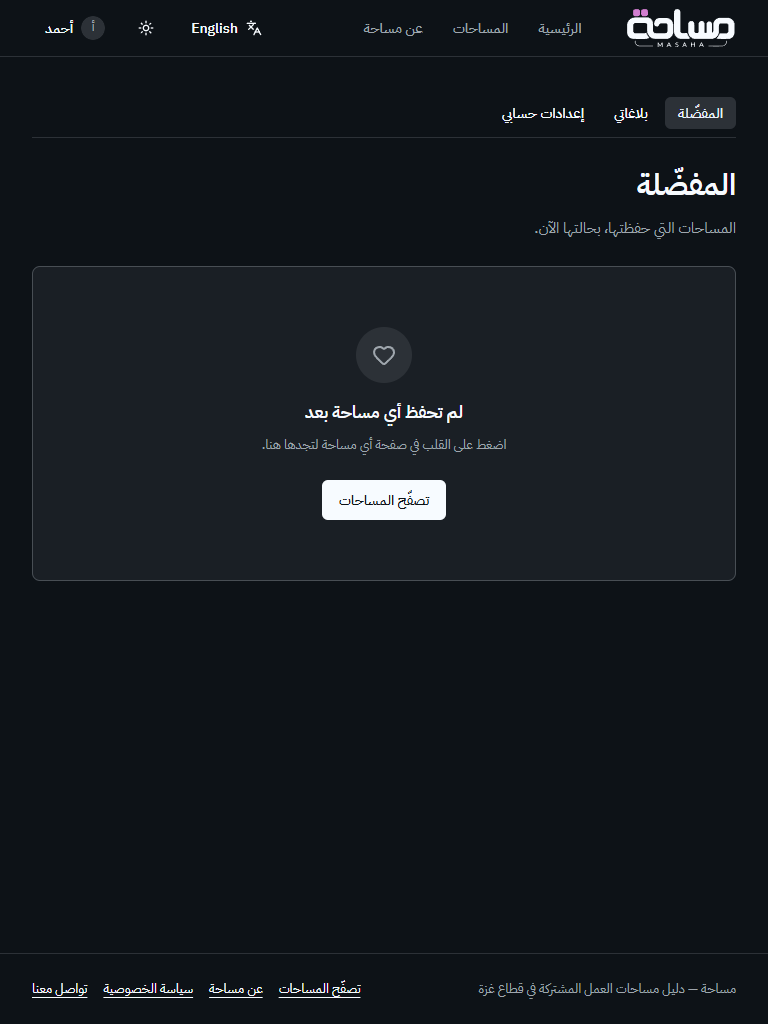 مساحة
MASAHA
الرئيسية
المساحات
عن مساحة
English
أ
أحمد
المفضّلة
بلاغاتي
إعدادات حسابي
المفضّلة
المساحات التي حفظتها، بحالتها الآن.
لم تحفظ أي مساحة بعد
اضغط على القلب في صفحة أي مساحة لتجدها هنا.
تصفّح المساحات
مساحة — دليل مساحات العمل المشتركة في قطاع غزة
تصفّح المساحات
عن مساحة
سياسة الخصوصية
تواصل معنا